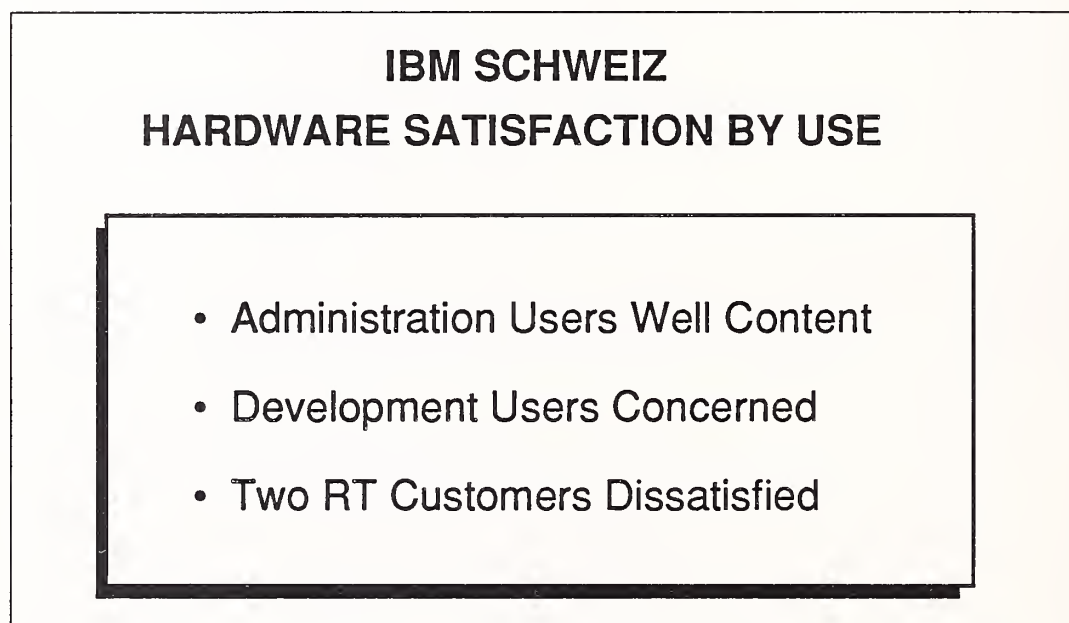 IBM SCHWEIZ
HARDWARE SATISFACTION BY USE
• Administration Users Well Content
• Development Users Concerned
• Two RT Customers Dissatisfied